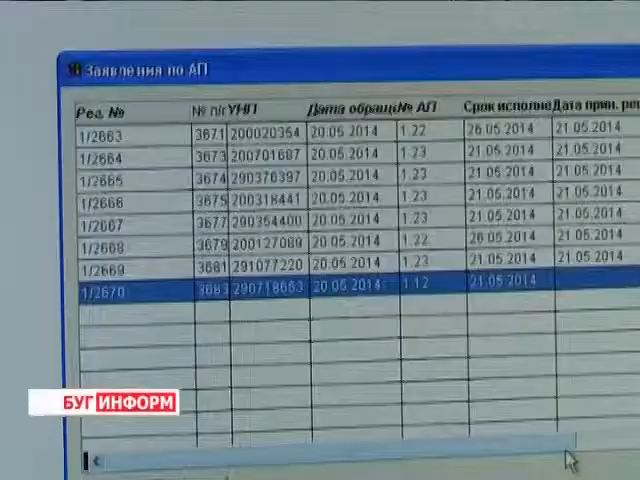 Заявления по АП
Рег. № № п/п УНП Дата обращ № АП Срок исполне Дата прин. реш
1/2663 3671 200020354 20.05.2014 1.22 26.05.2014 21.05.2014
1/2664 3673 200701687 20.05.2014 1.23 21.05.2014 21.05.2014
1/2665 3674 290376397 20.05.2014 1.23 21.05.2014 21.05.2014
1/2666 3675 200318441 20.05.2014 1.23 21.05.2014 21.05.2014
1/2667 3677 290354400 20.05.2014 1.23 21.05.2014 21.05.2014
1/2668 3679 200127089 20.05.2014 1.22 26.05.2014 21.05.2014
1/2669 3681 291077220 20.05.2014 1.23 21.05.2014 21.05.2014
1/2670 3683 290718663 20.05.2014 1.12 21.05.2014
БУГИНФОРМ